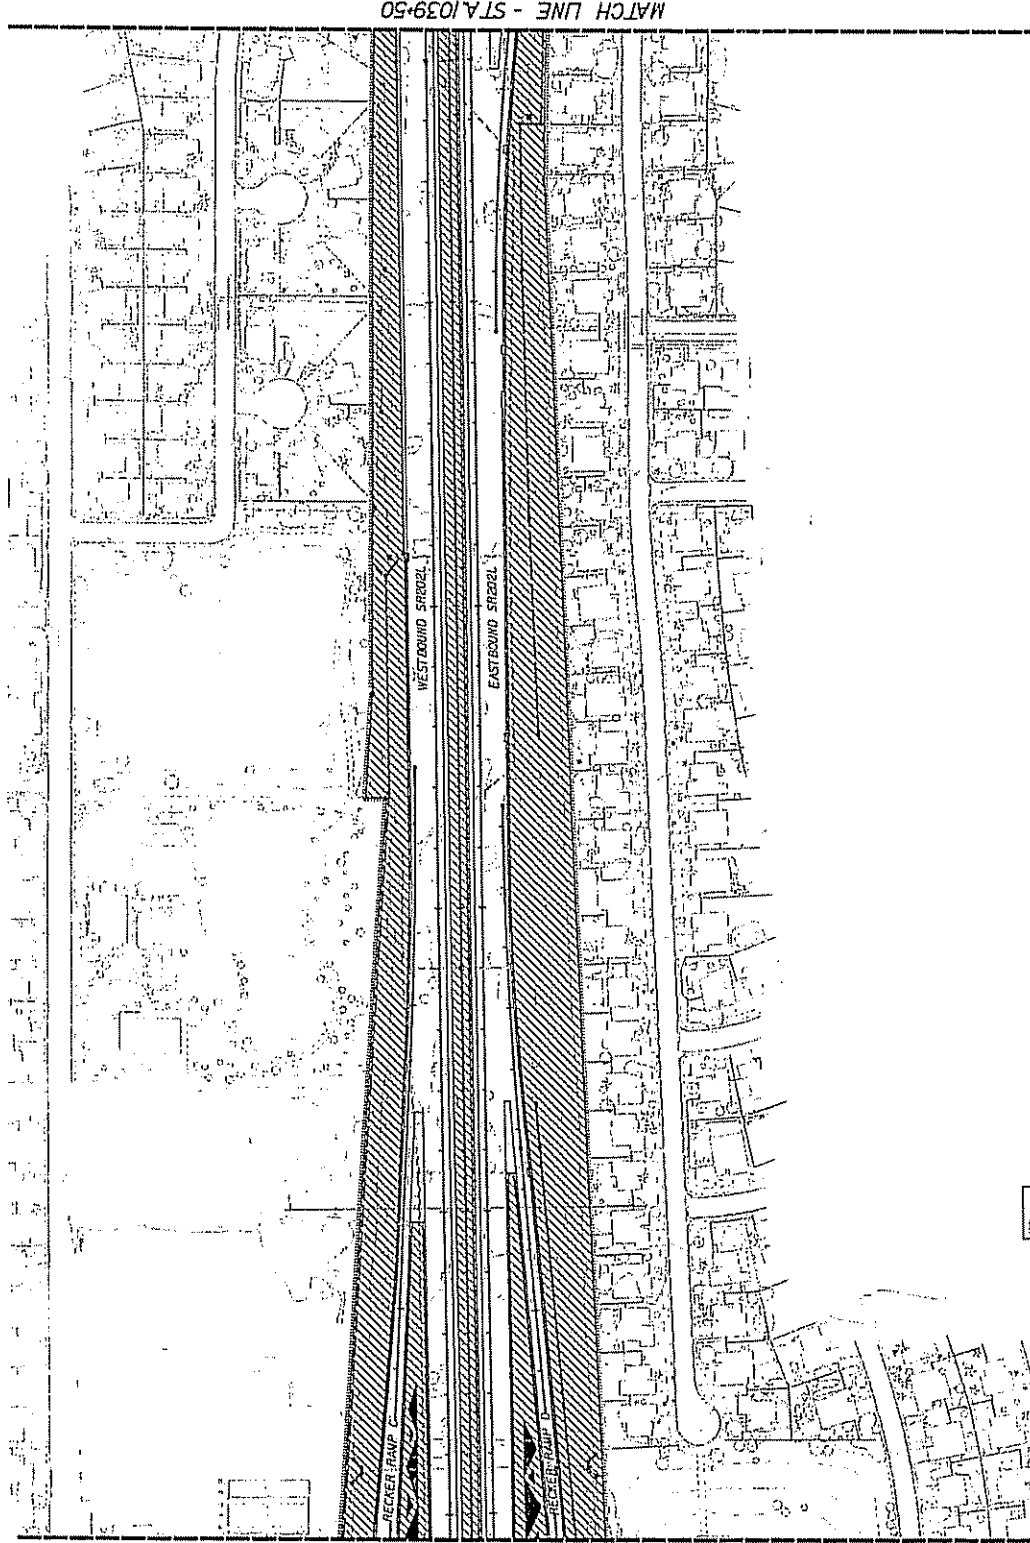 MATCH LINE - STA.1039+50
WESTBOUND SR202L
EASTBOUND SR202L
RECKER RAMP C
RECKER RAMP D